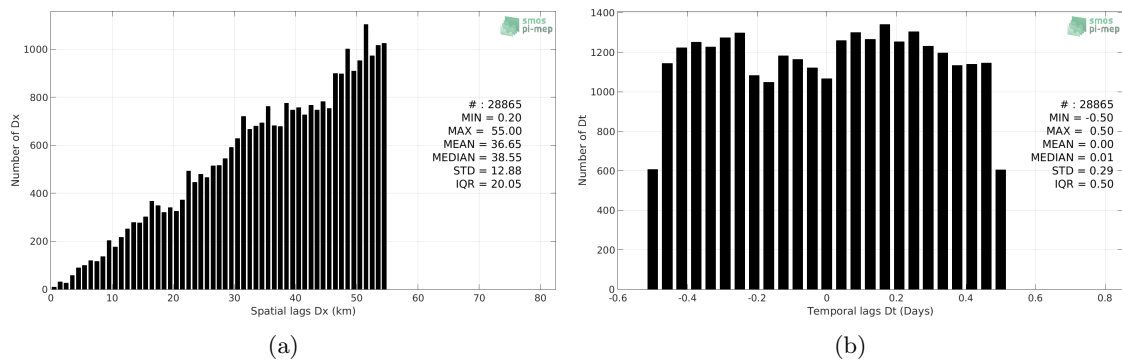 smos
pi-mep
1000
800
600
400
200
0
Number of Dx
# : 28865
MIN = 0.20
MAX = 55.00
MEAN = 36.65
MEDIAN = 38.55
STD = 12.88
IQR = 20.05
0 10 20 30 40 50 60 70 80
Spatial lags Dx (km)
(a)
smos
pi-mep
1400
1200
1000
800
600
400
200
0
Number of Dt
# : 28865
MIN = -0.50
MAX = 0.50
MEAN = 0.00
MEDIAN = 0.01
STD = 0.29
IQR = 0.50
-0.6 -0.4 -0.2 0 0.2 0.4 0.6 0.8
Temporal lags Dt (Days)
(b)